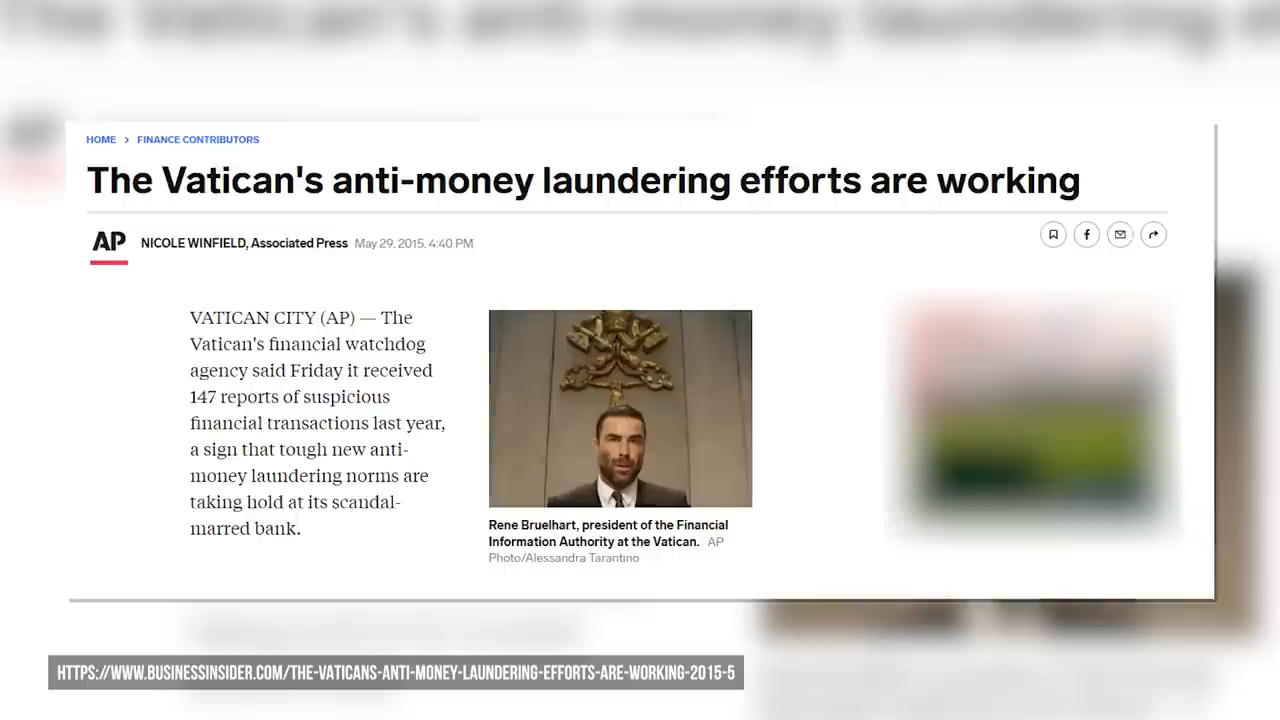 HOME > FINANCE CONTRIBUTORS
The Vatican's anti-money laundering efforts are working
AP NICOLE WINFIELD, Associated Press May 29, 2015, 4:40 PM
VATICAN CITY (AP) — The
Vatican's financial watchdog
agency said Friday it received
147 reports of suspicious
financial transactions last year,
a sign that tough new anti-
money laundering norms are
taking hold at its scandal-
marred bank.
Rene Bruelhart, president of the Financial
Information Authority at the Vatican. AP
Photo/Alessandra Tarantino
HTTPS://WWW.BUSINESSINSIDER.COM/THE-VATICANS-ANTI-MONEY-LAUNDERING-EFFORTS-ARE-WORKING-2015-5